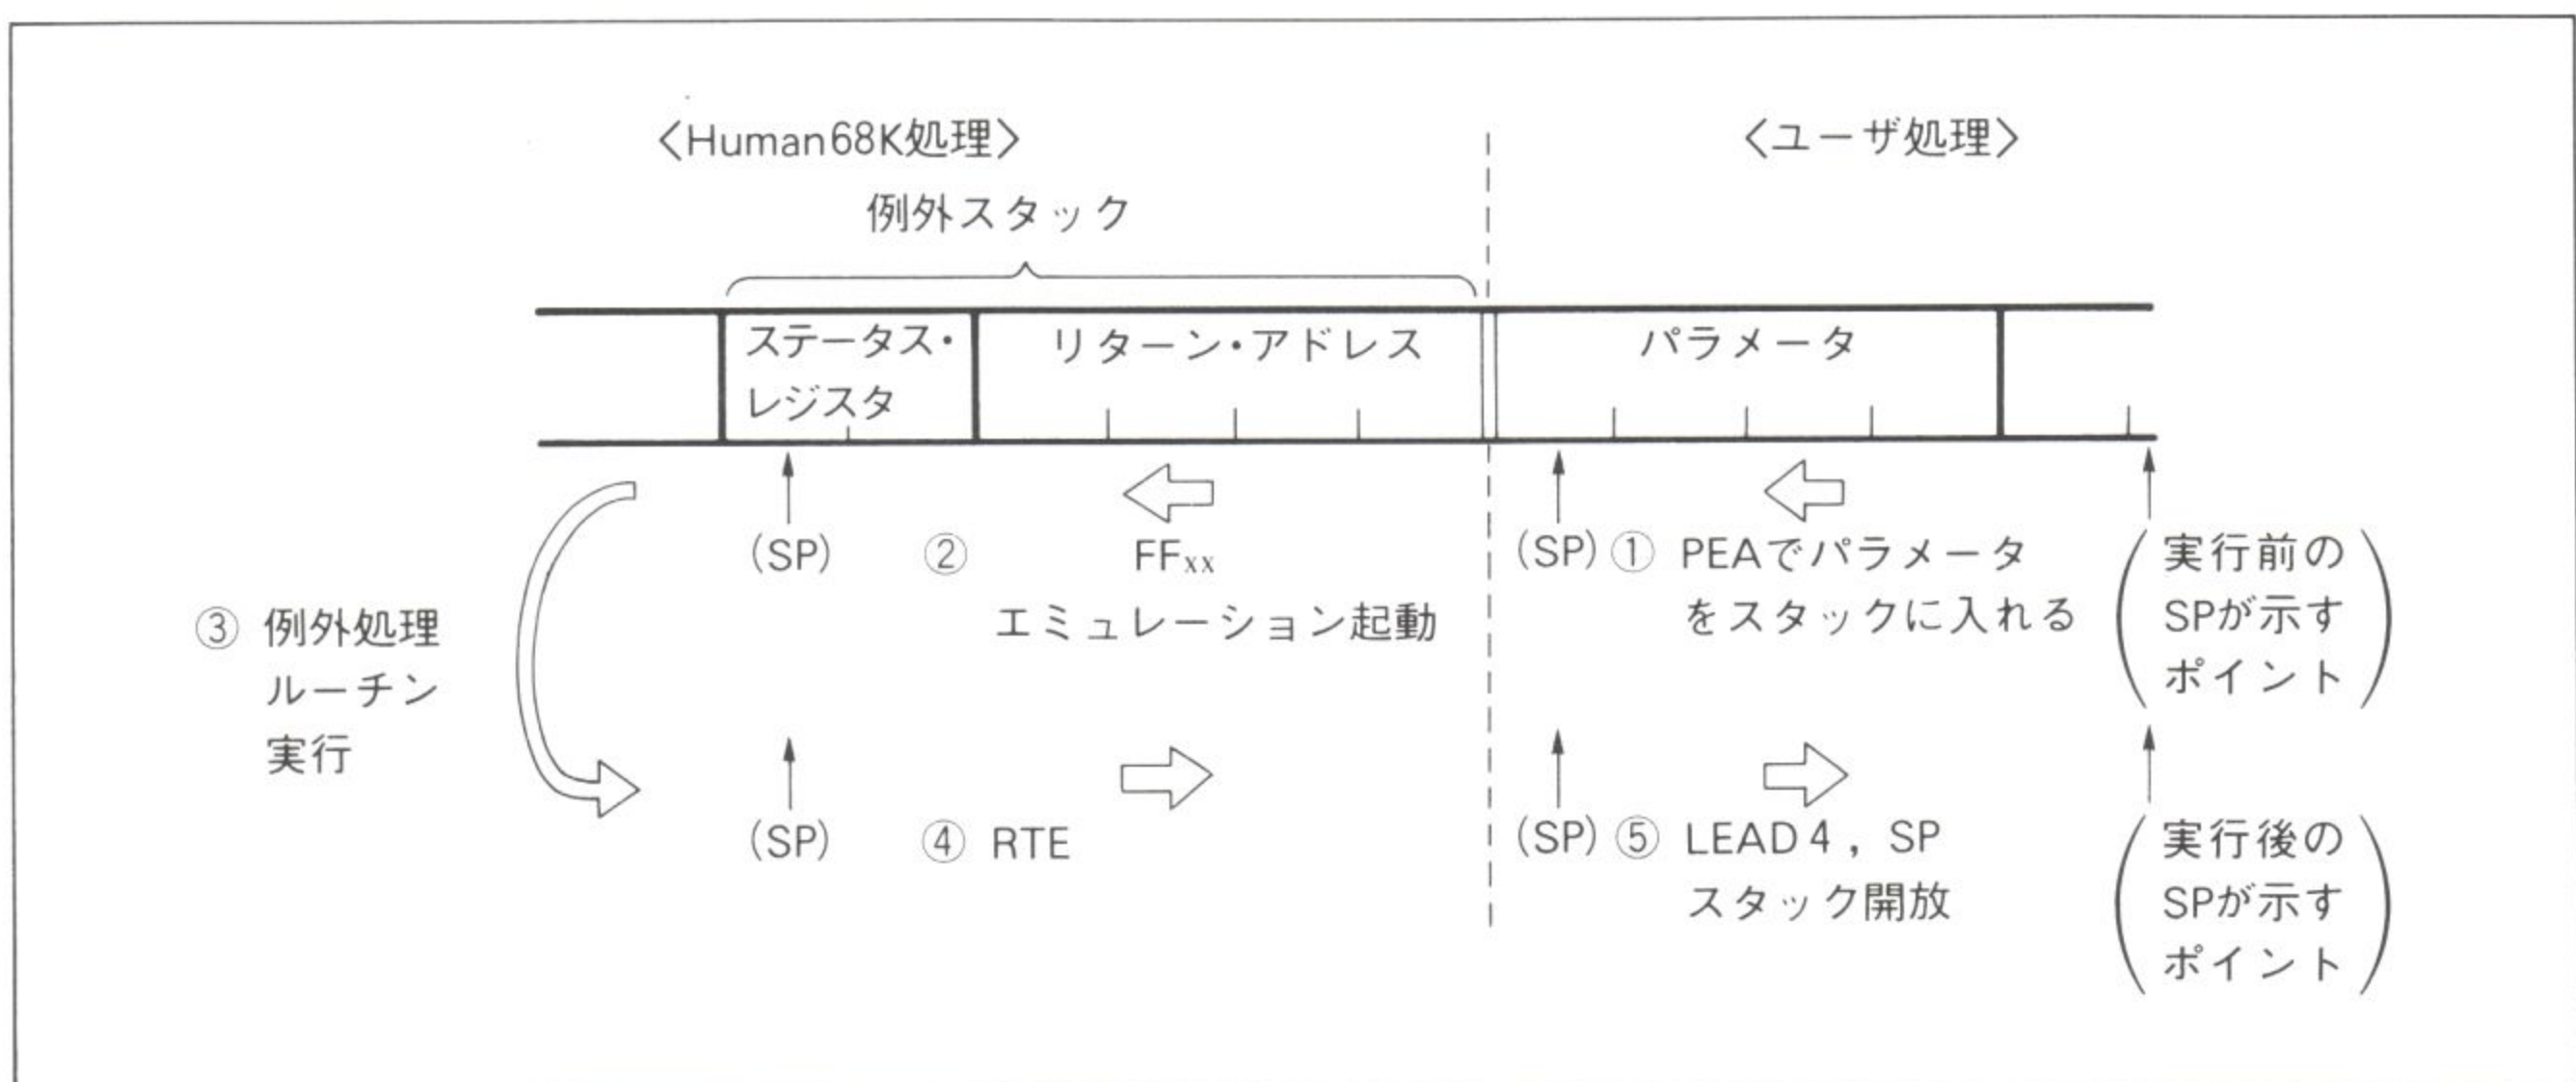 〈Human68K処理〉
〈ユーザ処理〉
例外スタック
ステータス・
レジスタ
リターン・アドレス
パラメータ
(SP)
②
FFxx
エミュレーション起動
(SP)
① PEAでパラメータ
をスタックに入れる
実行前の
SPが示す
ポイント
③ 例外処理
ルーチン
実行
(SP)
④ RTE
(SP)
⑤ LEAD4，SP
スタック開放
実行後の
SPが示す
ポイント